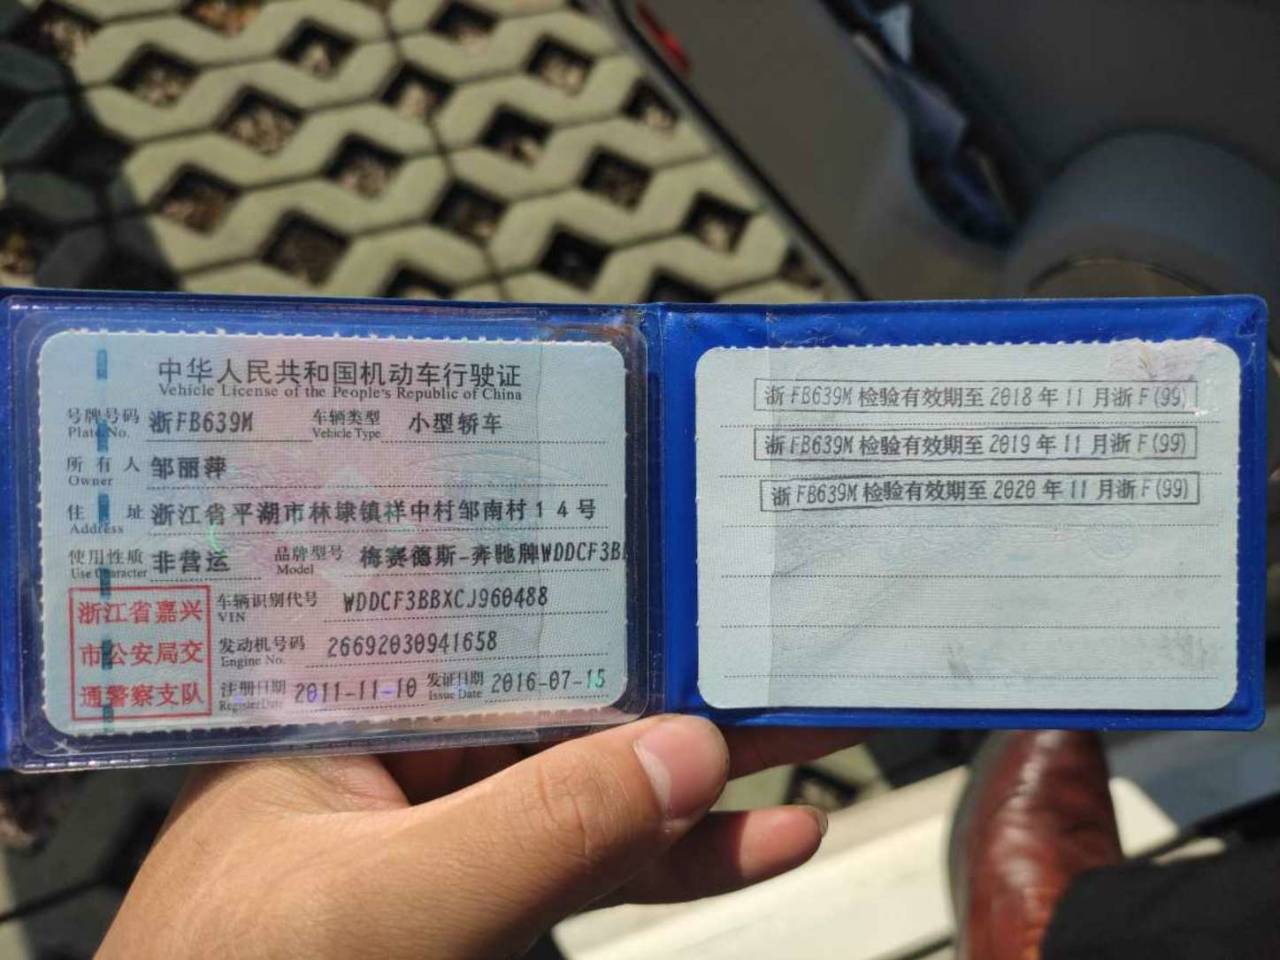 中华人民共和国机动车行驶证
Vehicle License of the People's Republic of China
号牌号码 浙FB639M 车辆类型 小型轿车
Plate No. Vehicle Type
所有人 邹丽萍
Owner
住址 浙江省平湖市林埭镇祥中村邹南村14号
Address
使用性质 非营运 品牌型号 梅赛德斯-奔驰牌WDDCF3B
Use Character Model
浙江省嘉兴
市公安局交
通警察支队
车辆识别代号 WDDCF3BBXCJ960488
VIN
发动机号码 26692030941658
Engine No.
注册日期 2011-11-10 发证日期 2016-07-15
Register Date Issue Date
浙FB639M检验有效期至2018年11月浙F(99)
浙FB639M检验有效期至2019年11月浙F(99)
浙FB639M检验有效期至2020年11月浙F(99)